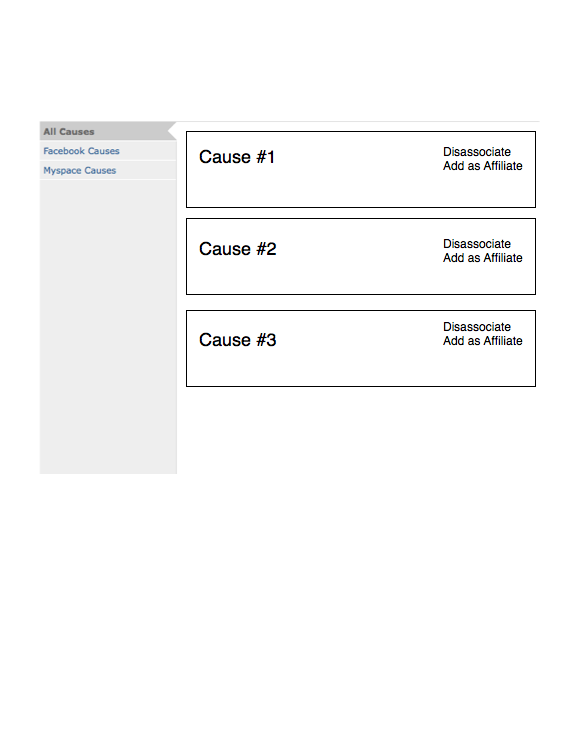 All Causes
Facebook Causes
Myspace Causes
Cause #1
Disassociate
Add as Affiliate
Cause #2
Disassociate
Add as Affiliate
Cause #3
Disassociate
Add as Affiliate